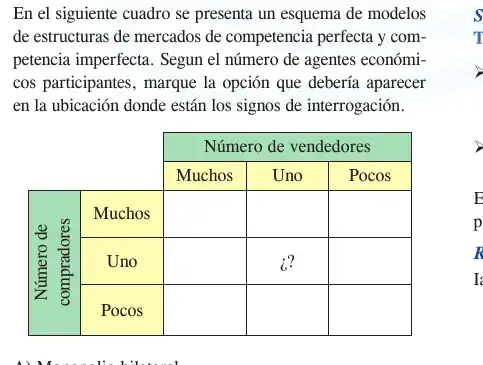 En el siguiente cuadro se presenta un esquema de modelos
de estructuras de mercados de competencia perfecta y com-
petencia imperfecta. Segun el número de agentes económi-
cos participantes, marque la opción que debería aparecer
en la ubicación donde están los signos de interrogación.
Número de vendedores
Muchos Uno Pocos
Número de
compradores
Muchos
Uno ¿?
Pocos